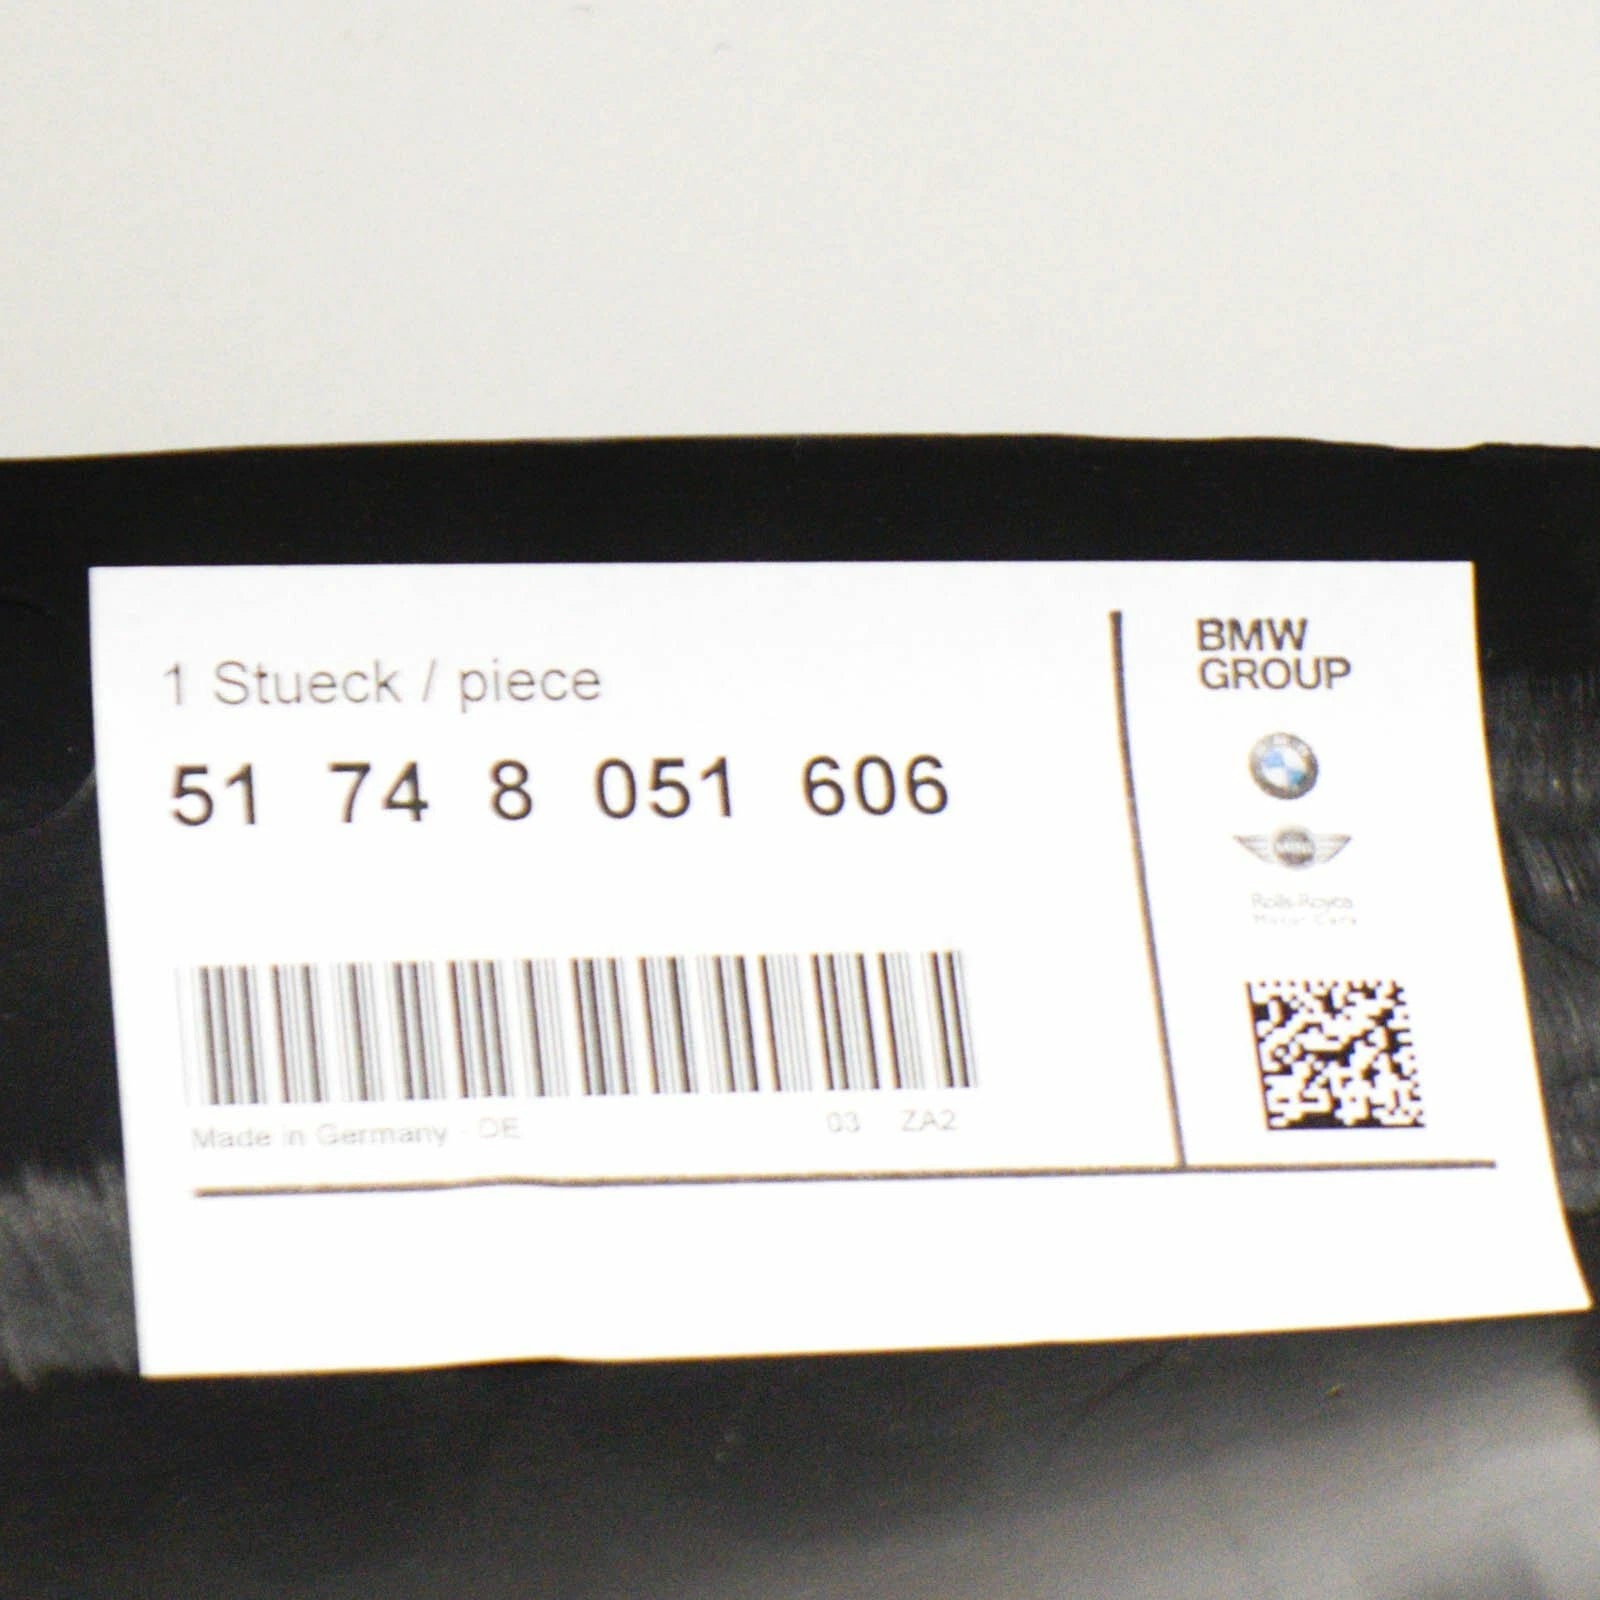 1 Stueck / piece
51 74 8 051 606
Made in Germany - DE
03 ZA2
BMW
GROUP
Rolls-Royce
Motor Cars